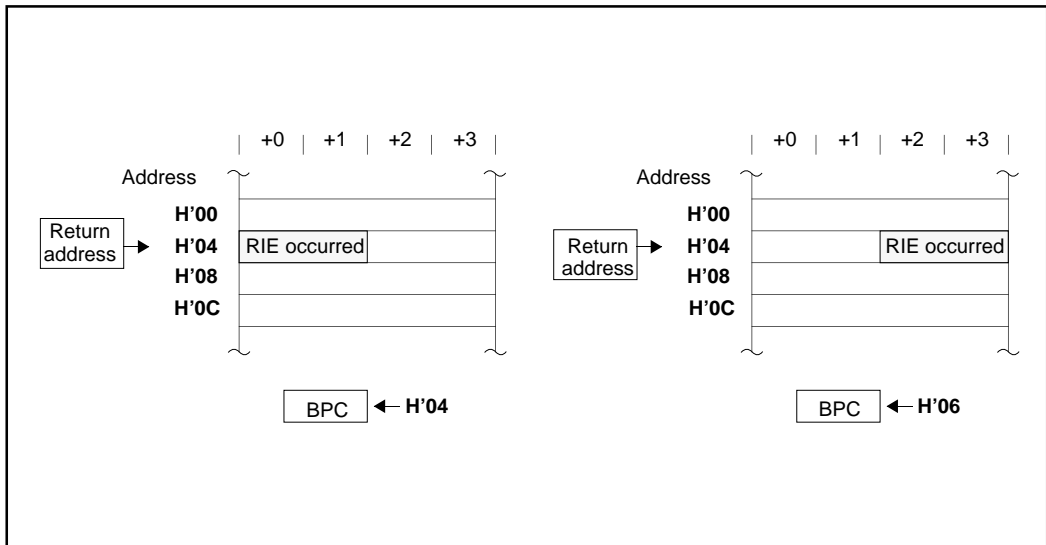 +0 +1 +2 +3
Address
H'00
Return
address
H'04
RIE occurred
H'08
H'0C
BPC
H'04
+0 +1 +2 +3
Address
H'00
Return
address
H'04
RIE occurred
H'08
H'0C
BPC
H'06